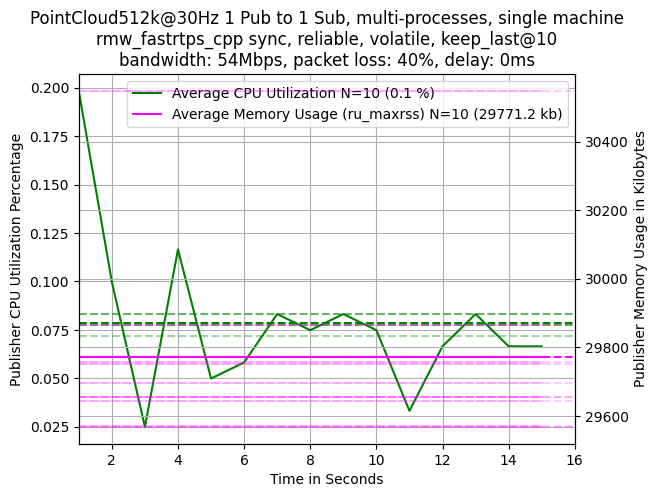 PointCloud512k@30Hz 1 Pub to 1 Sub, multi-processes, single machine
rmw_fastrtps_cpp sync, reliable, volatile, keep_last@10
bandwidth: 54Mbps, packet loss: 40%, delay: 0ms
Average CPU Utilization N=10 (0.1 %)
Average Memory Usage (ru_maxrss) N=10 (29771.2 kb)
Publisher CPU Utilization Percentage
0.200
0.175
0.150
0.125
0.100
0.075
0.050
0.025
30400
30200
30000
29800
29600
Publisher Memory Usage in Kilobytes
2 4 6 8 10 12 14 16
Time in Seconds